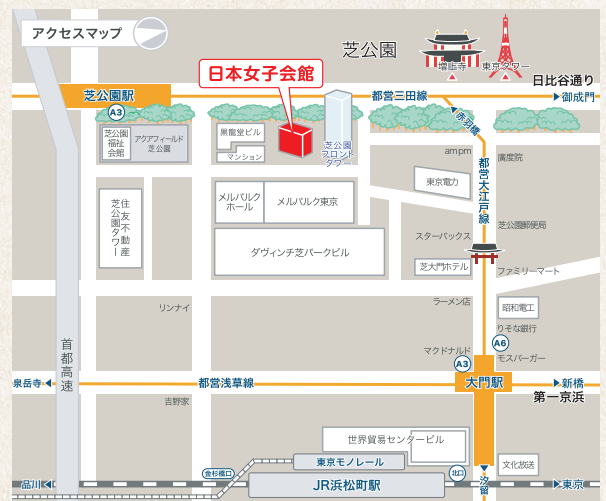 アクセスマップ
芝公園
増上寺
東京タワー
日本女子会館
日比谷通り
芝公園駅
都営三田線
御成門
A3
赤羽橋
芝公園
福祉
会館
アクアフィールド
芝公園
黒龍堂ビル
マンション
芝公園
フロント
タワー
ampm
廣度院
都営大江戸線
東京電力
住友不動産
芝公園タワー
メルパルク
ホール
メルパルク東京
スターバックス
芝公園郵便局
ダヴィンチ芝パークビル
芝大門ホテル
ファミリーマート
リンナイ
ラーメン店
昭和電工
りそな銀行
首都高速
A6
マクドナルド
A3
モスバーガー
泉岳寺
都営浅草線
大門駅
新橋
第一京浜
吉野家
世界貿易センタービル
東京モノレール
文化放送
金杉橋口
北口
品川
JR浜松町駅
汐留
東京